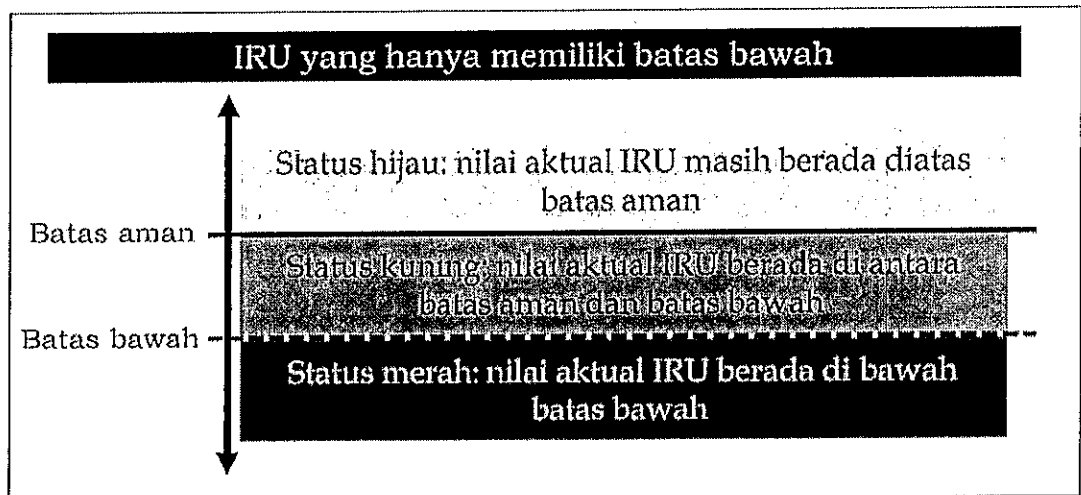 IRU yang hanya memiliki batas bawah
Status hijau: nilai aktual IRU masih berada diatas
batas aman
Batas aman
Status kuning: nilai aktual IRU berada di antara
batas aman dan batas bawah
Batas bawah
Status merah: nilai aktual IRU berada di bawah
batas bawah